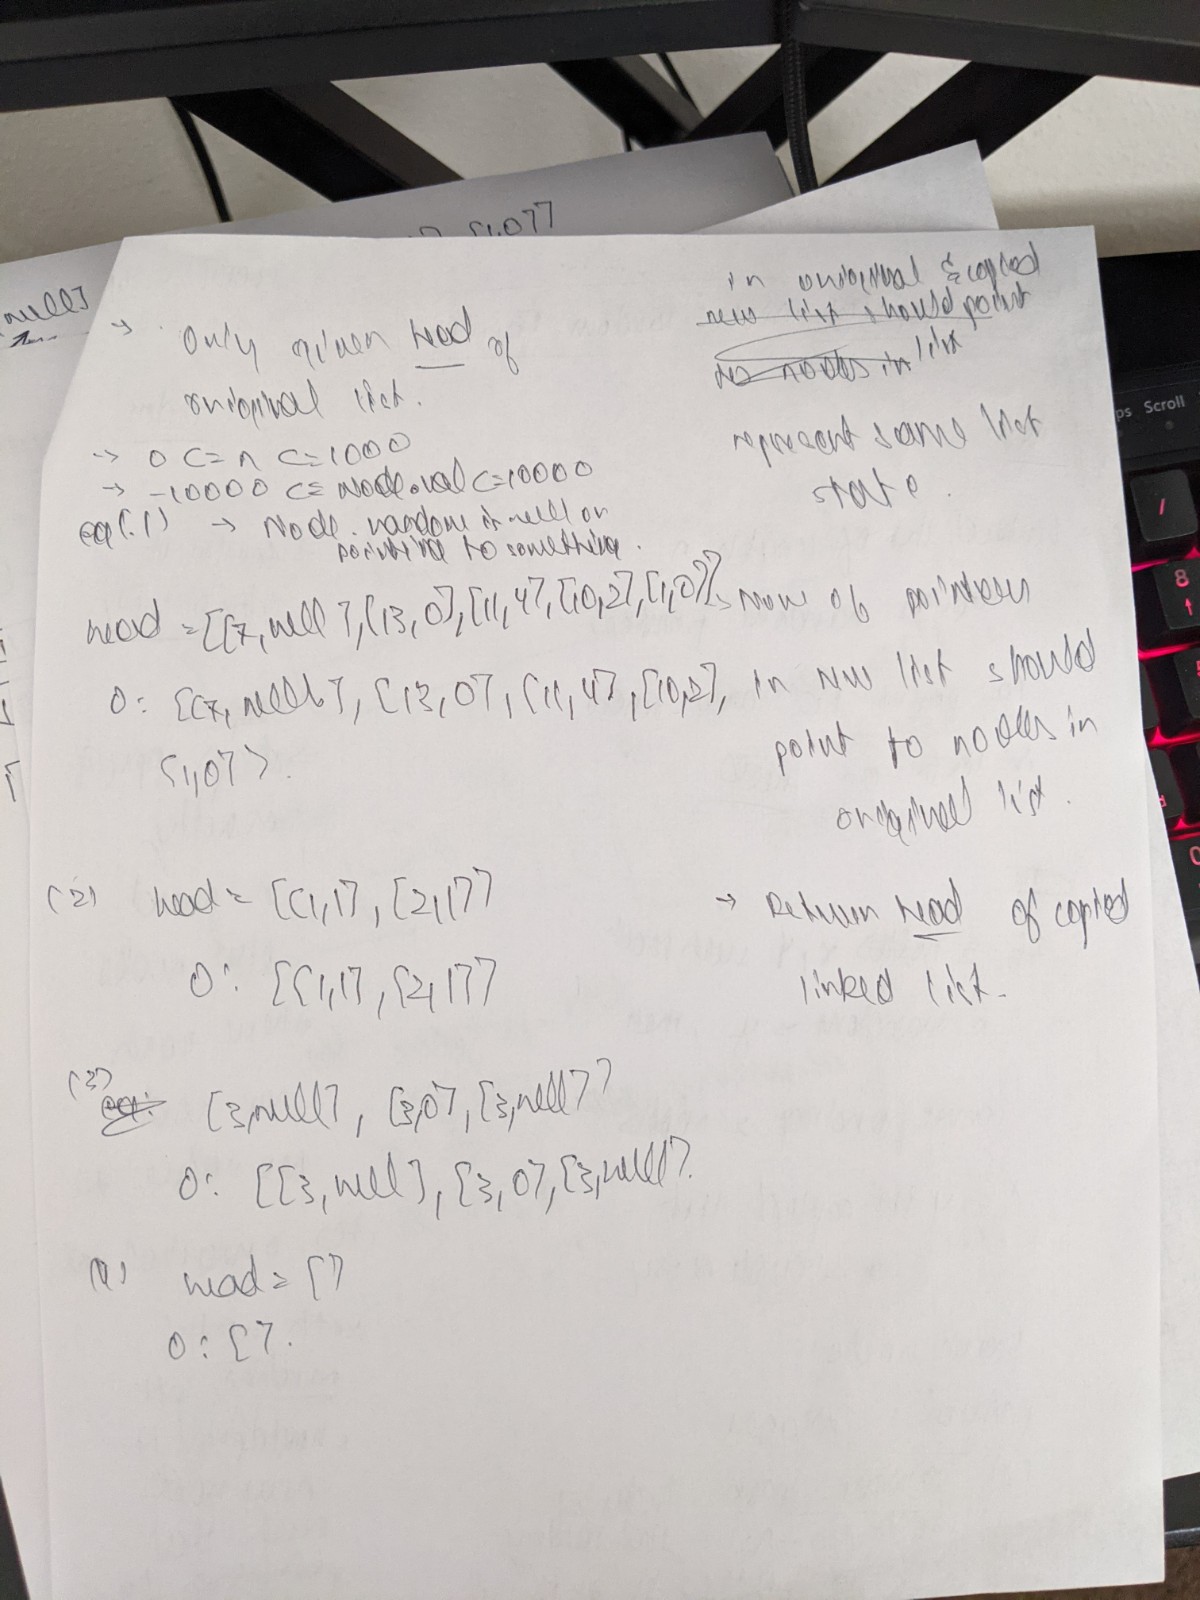 [1,0]]
null]
→ Only given head of
original list.
→ 0 <= n <= 1000
→ -10000 <= Node.val <= 10000
eg(.1) → Node.random is null or
pointing to something.
head = [[7,null],[13,0],[11,4],[10,2],[1,0]]
O: [[7,null],[13,0],[11,4],[10,2],
[1,0]].
(2) head = [[1,1],[2,1]]
O: [[1,1],[2,1]]
(3) eg: [3,null],[3,0],[3,null]]
O: [[3,null],[3,0],[3,null].
(4) head = []
O: [].
in original & copied
new list should point
to nodes in list
represent same list
state.
→ none of pointers
in new list should
point to nodes in
original list.
→ Return head of copied
linked list.
ps Scroll
/
8
↑
0